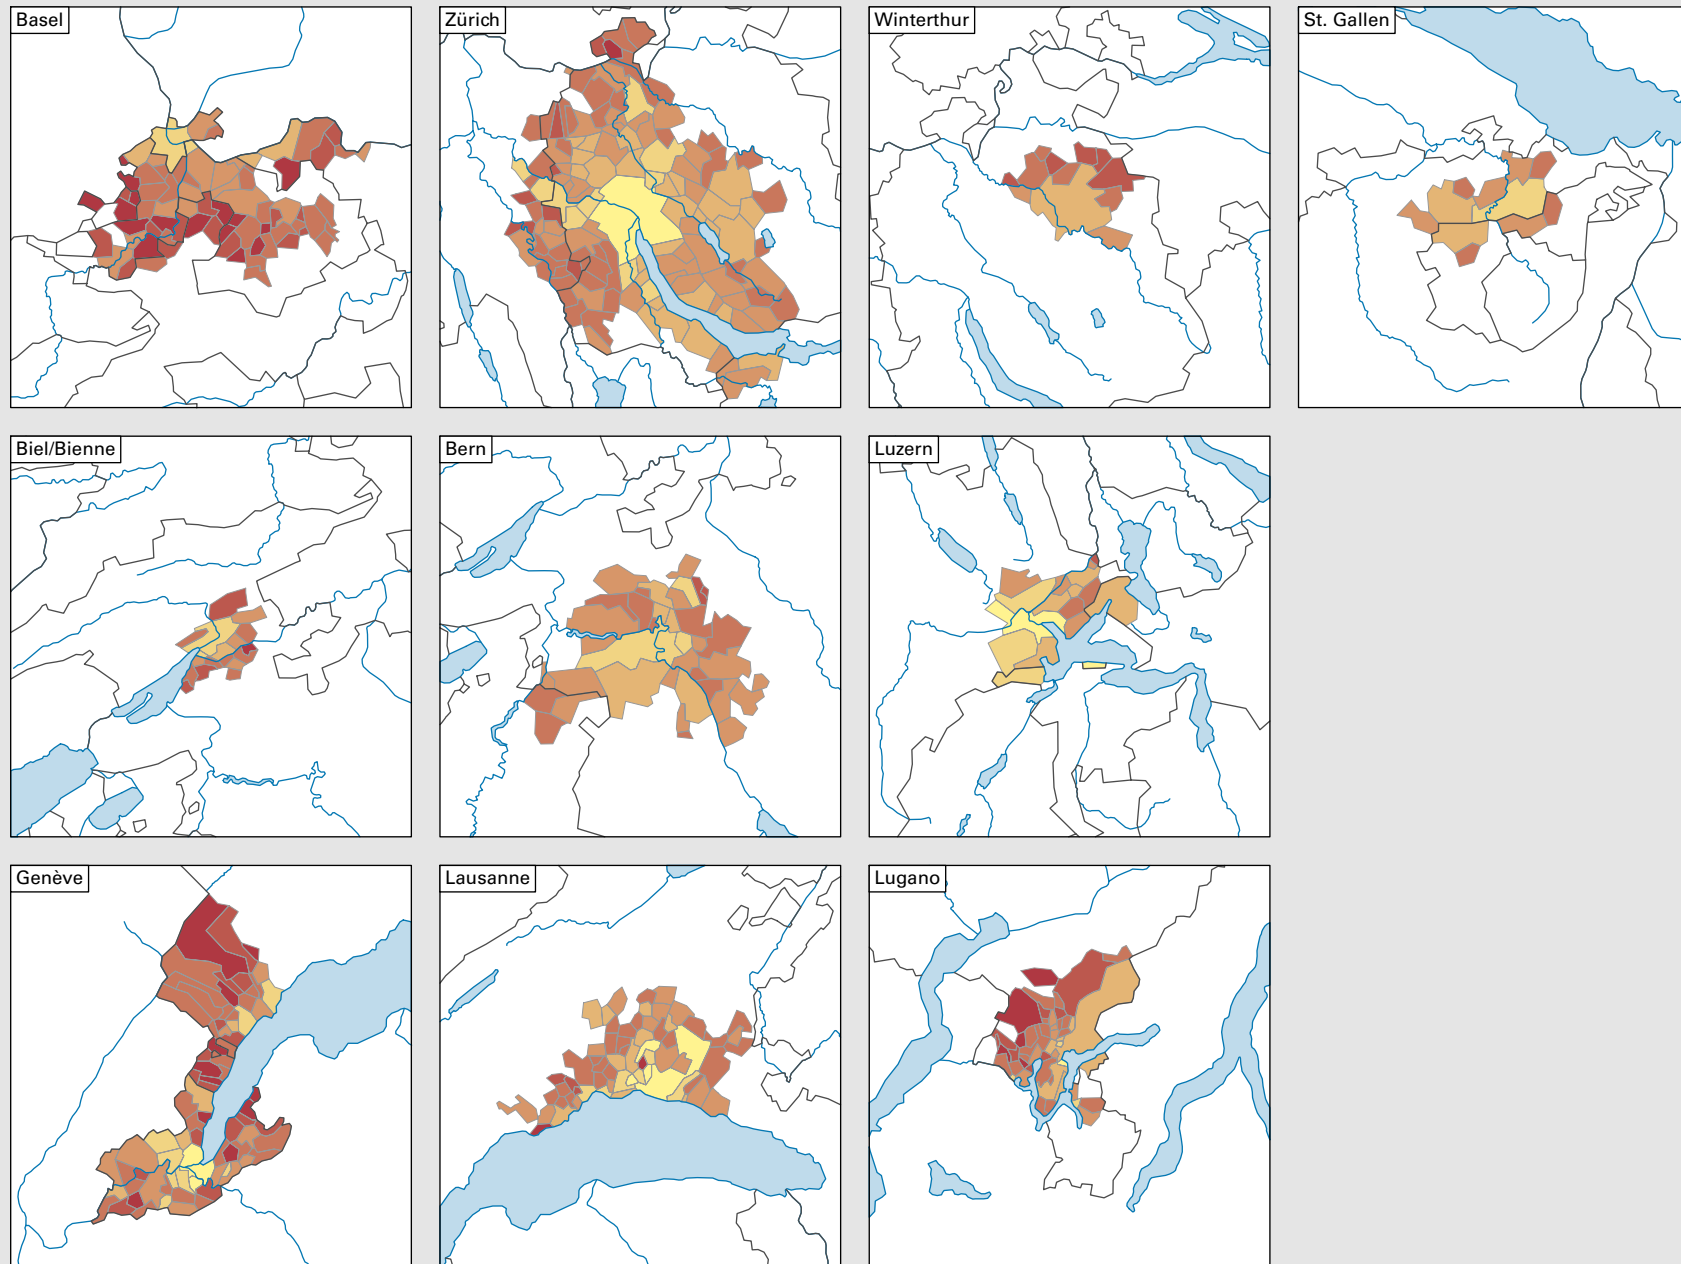 Basel
Zürich
Winterthur
St. Gallen
Biel/Bienne
Bern
Luzern
Genève
Lausanne
Lugano